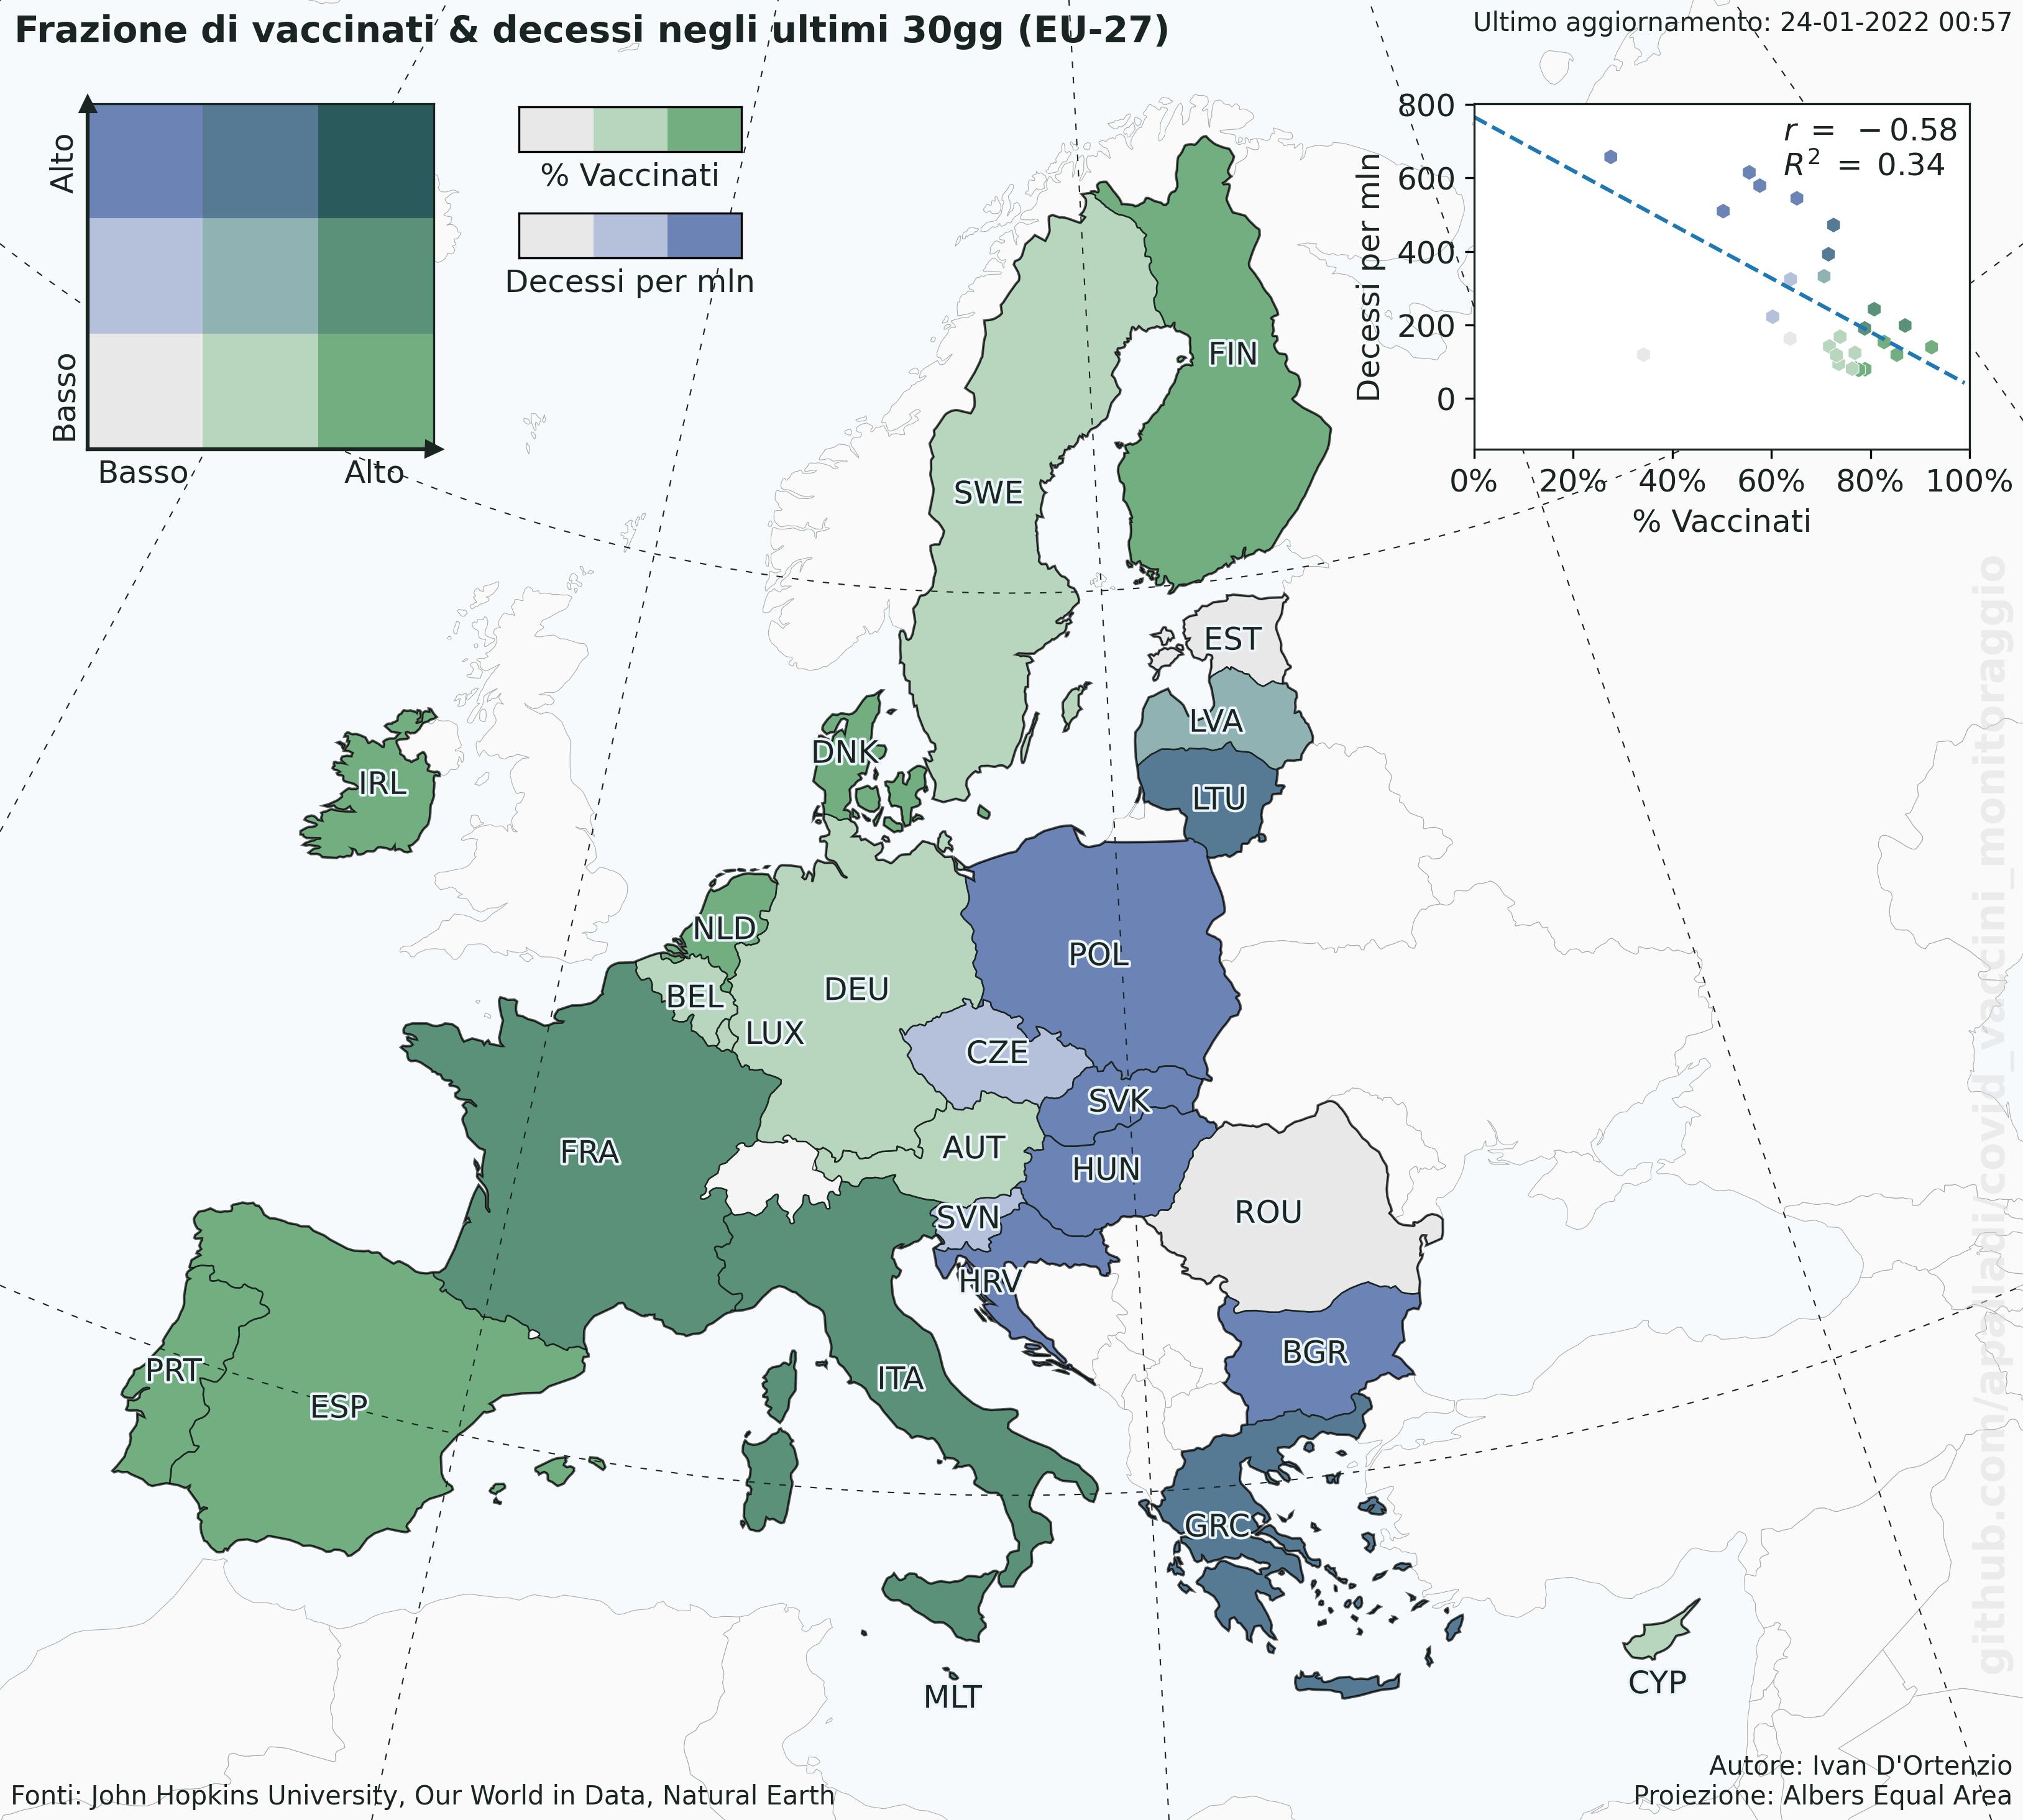 Frazione di vaccinati & decessi negli ultimi 30gg (EU-27)
Ultimo aggiornamento: 24-01-2022 00:57
Alto
Basso
Basso
Alto
% Vaccinati
Decessi per mln
r = −0.58
R² = 0.34
Decessi per mln
800
600
400
200
0
0% 20% 40% 60% 80% 100%
% Vaccinati
FIN
SWE
EST
LVA
LTU
DNK
IRL
NLD
POL
DEU
BEL
LUX
CZE
SVK
AUT
FRA
HUN
ROU
SVN
HRV
BGR
PRT
ITA
ESP
GRC
MLT
CYP
github.com/apalladi/covid_vaccini_monitoraggio
Fonti: John Hopkins University, Our World in Data, Natural Earth
Autore: Ivan D'Ortenzio
Proiezione: Albers Equal Area